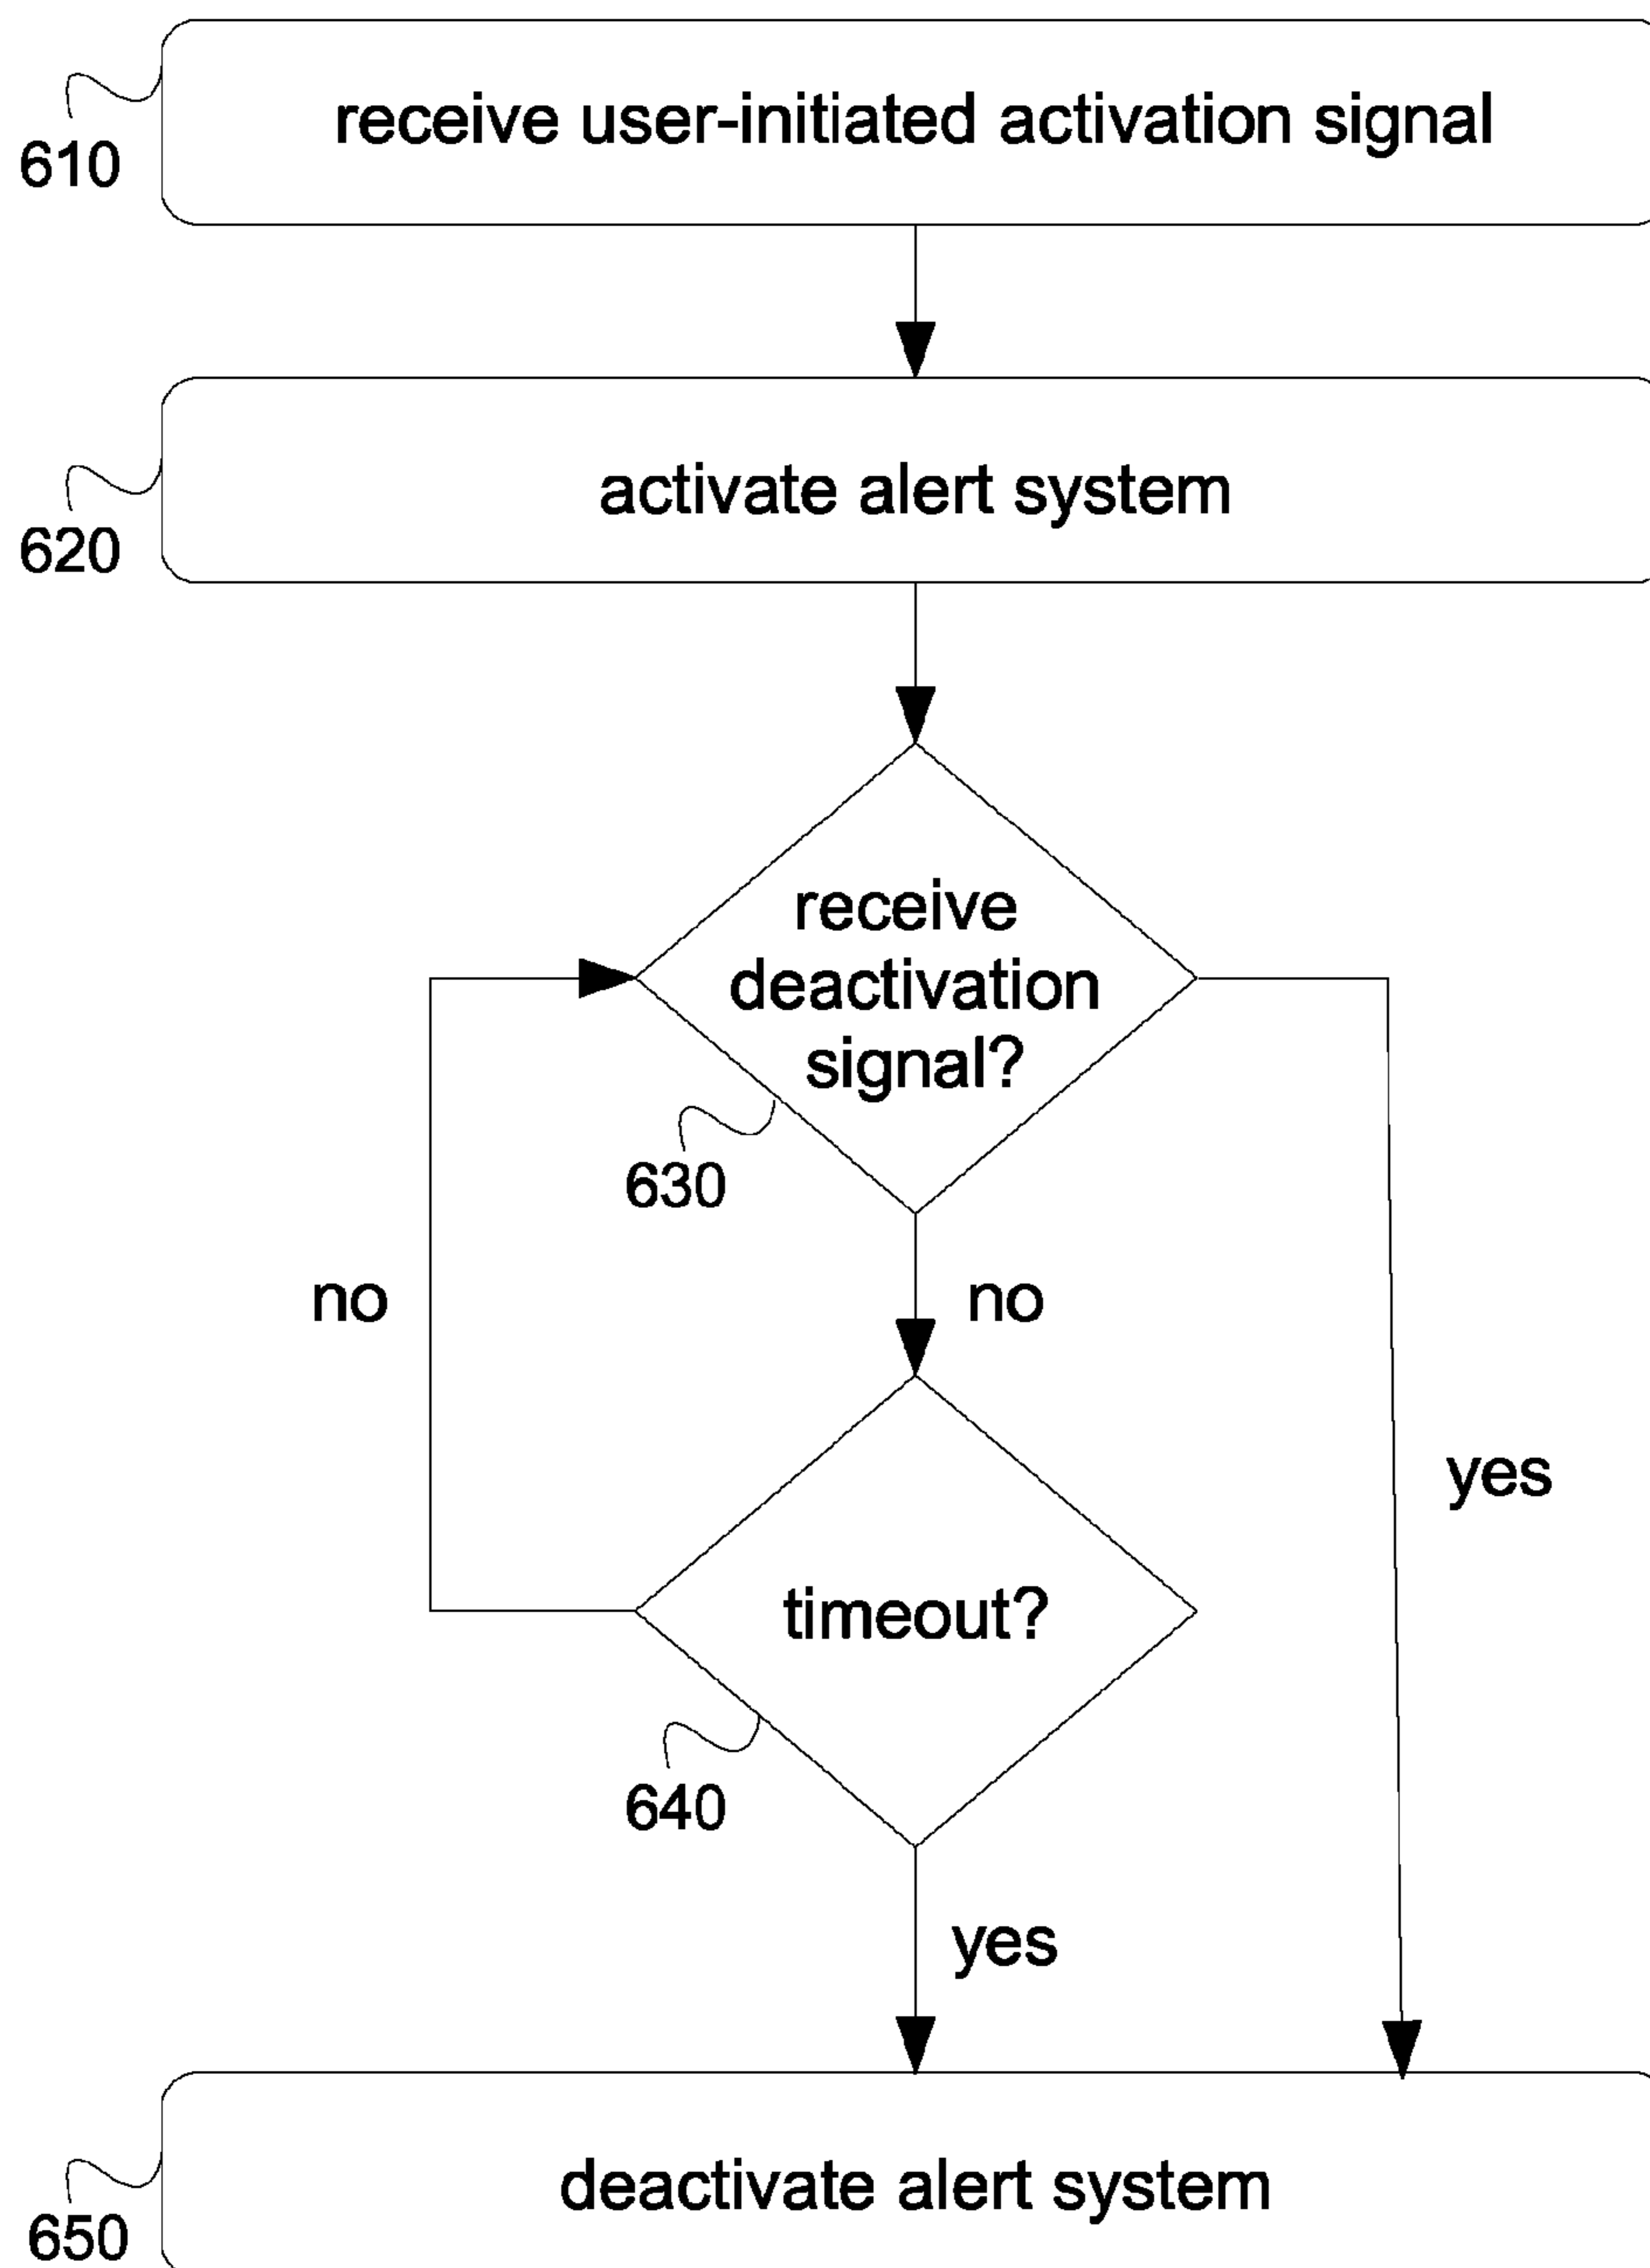 receive user-initiated activation signal
610
activate alert system
620
receive
deactivation
signal?
630
no
no
yes
timeout?
640
yes
deactivate alert system
650